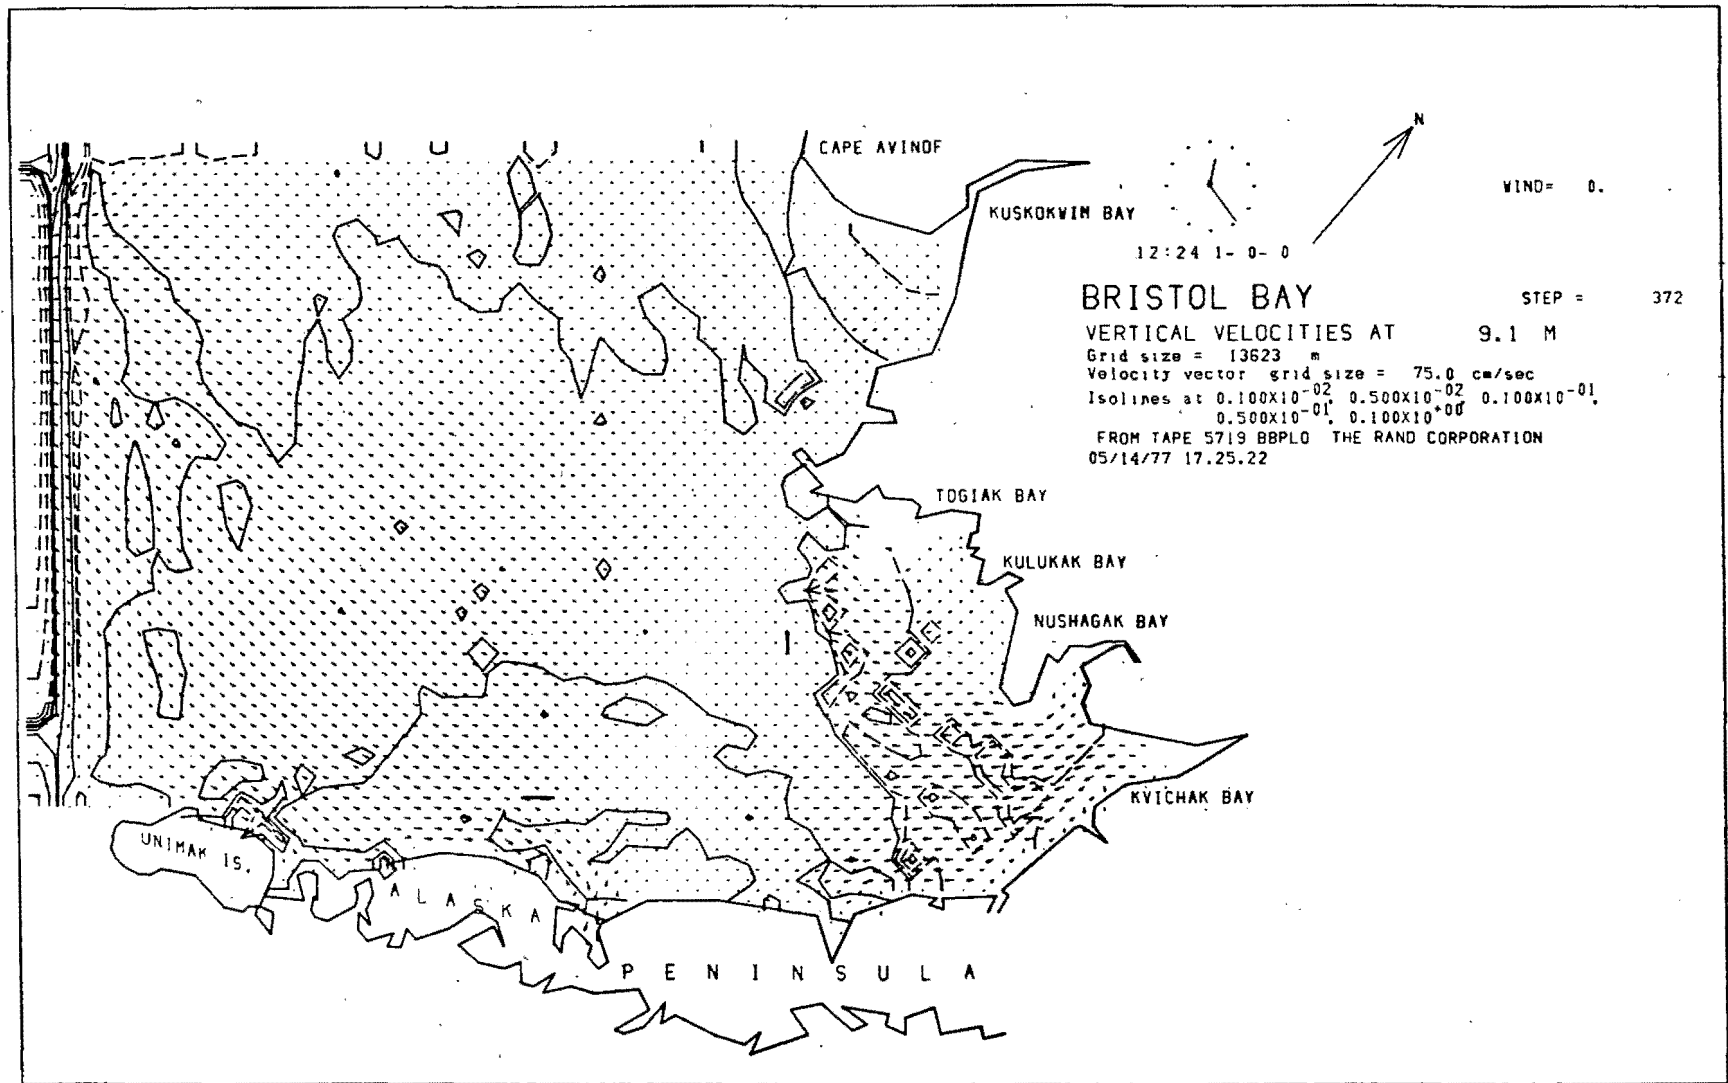 CAPE AVINOF
N
KUSKOKWIM BAY
WIND= 0.
12:24 1- 0- 0
BRISTOL BAY
STEP = 372
VERTICAL VELOCITIES AT 9.1 M
Grid size = 13623 m
Velocity vector grid size = 75.0 cm/sec
Isolines at 0.100X10-02, 0.500X10-02, 0.100X10-01,
0.500X10-01, 0.100X10+00
FROM TAPE 5719 BBPLO THE RAND CORPORATION
05/14/77 17.25.22
TOGIAK BAY
KULUKAK BAY
NUSHAGAK BAY
KVICHAK BAY
UNIMAK IS.
ALASKA
PENINSULA